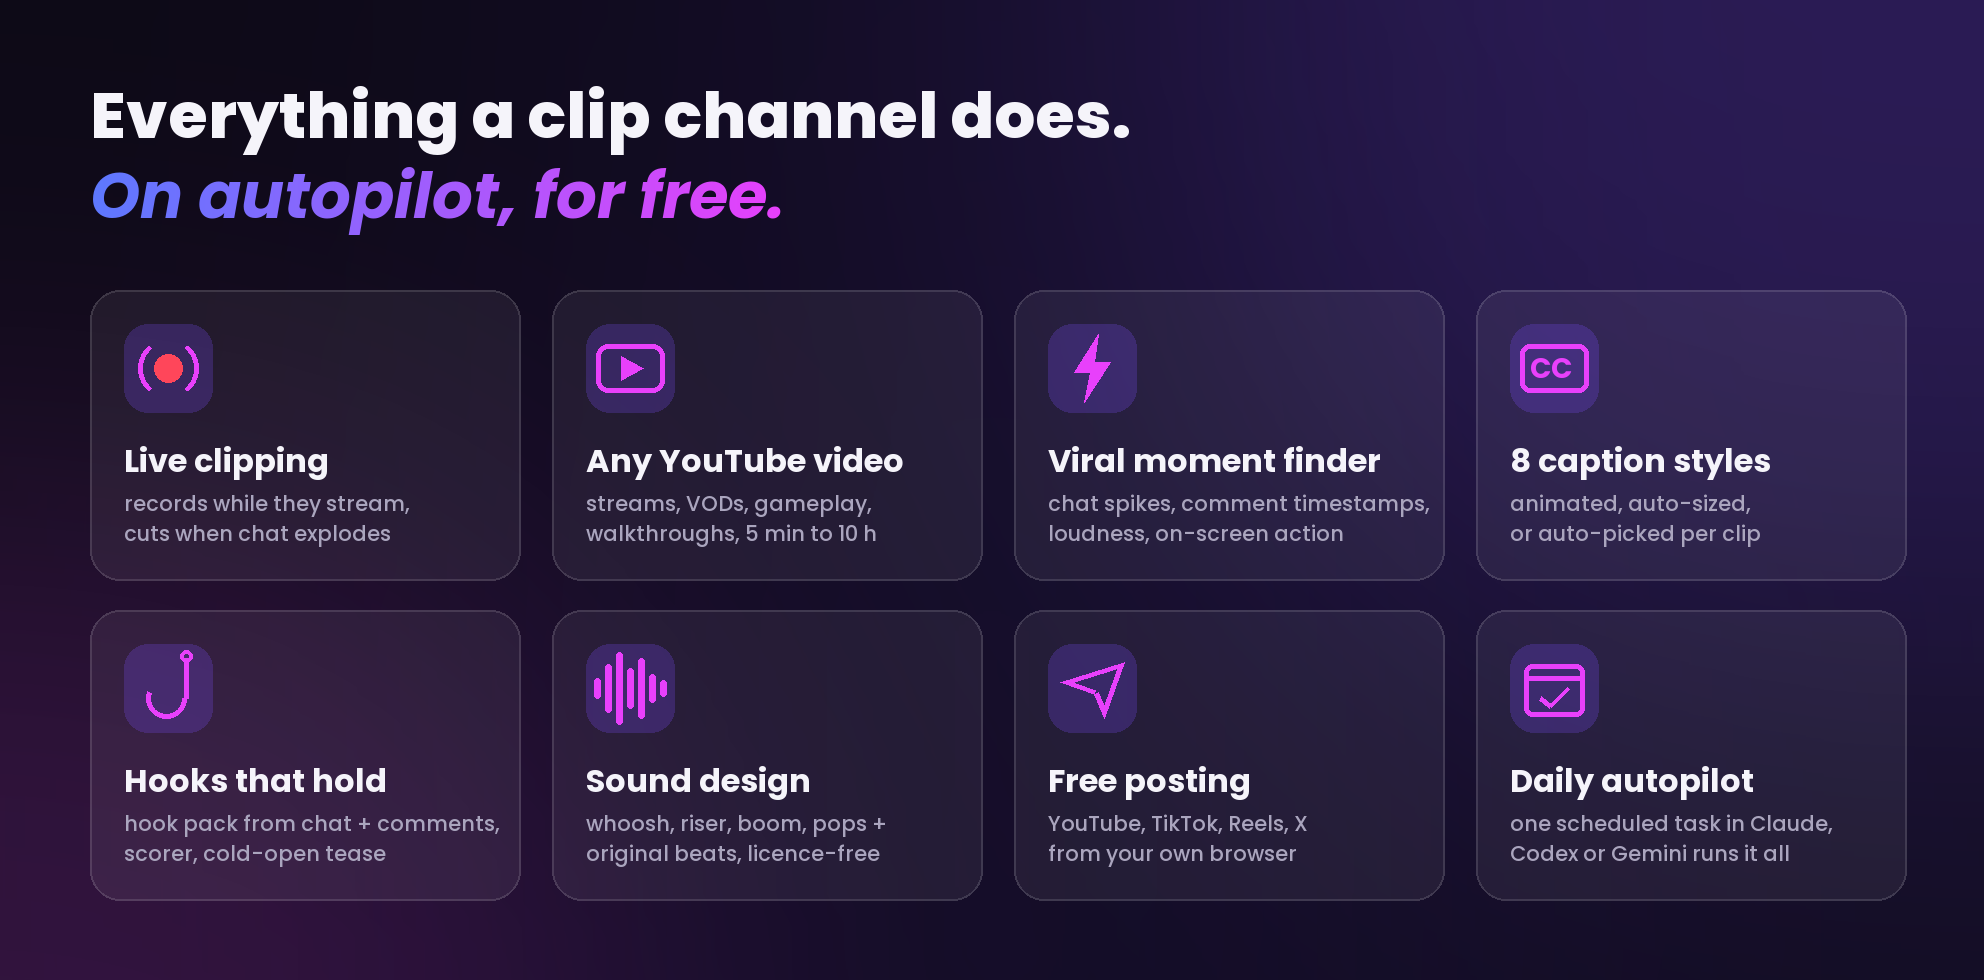 Everything a clip channel does.
On autopilot, for free.
Live clipping
records while they stream,
cuts when chat explodes
Any YouTube video
streams, VODs, gameplay,
walkthroughs, 5 min to 10 h
Viral moment finder
chat spikes, comment timestamps,
loudness, on-screen action
CC
8 caption styles
animated, auto-sized,
or auto-picked per clip
Hooks that hold
hook pack from chat + comments,
scorer, cold-open tease
Sound design
whoosh, riser, boom, pops +
original beats, licence-free
Free posting
YouTube, TikTok, Reels, X
from your own browser
Daily autopilot
one scheduled task in Claude,
Codex or Gemini runs it all